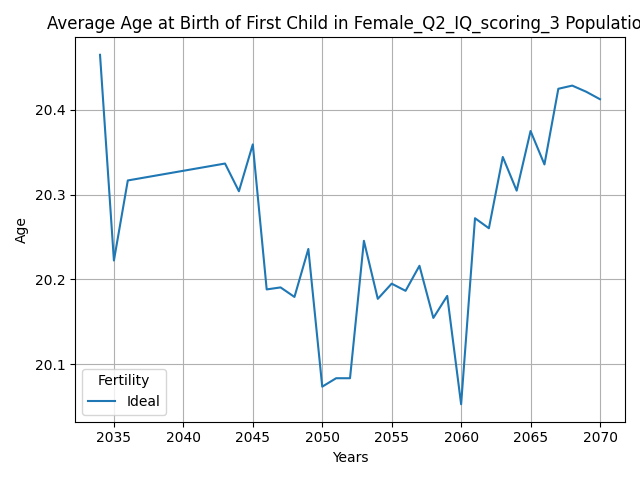 Average Age at Birth of First Child in Female_Q2_IQ_scoring_3 Populatio
20.4
20.3
20.2
20.1
Age
Fertility
Ideal
2035 2040 2045 2050 2055 2060 2065 2070
Years